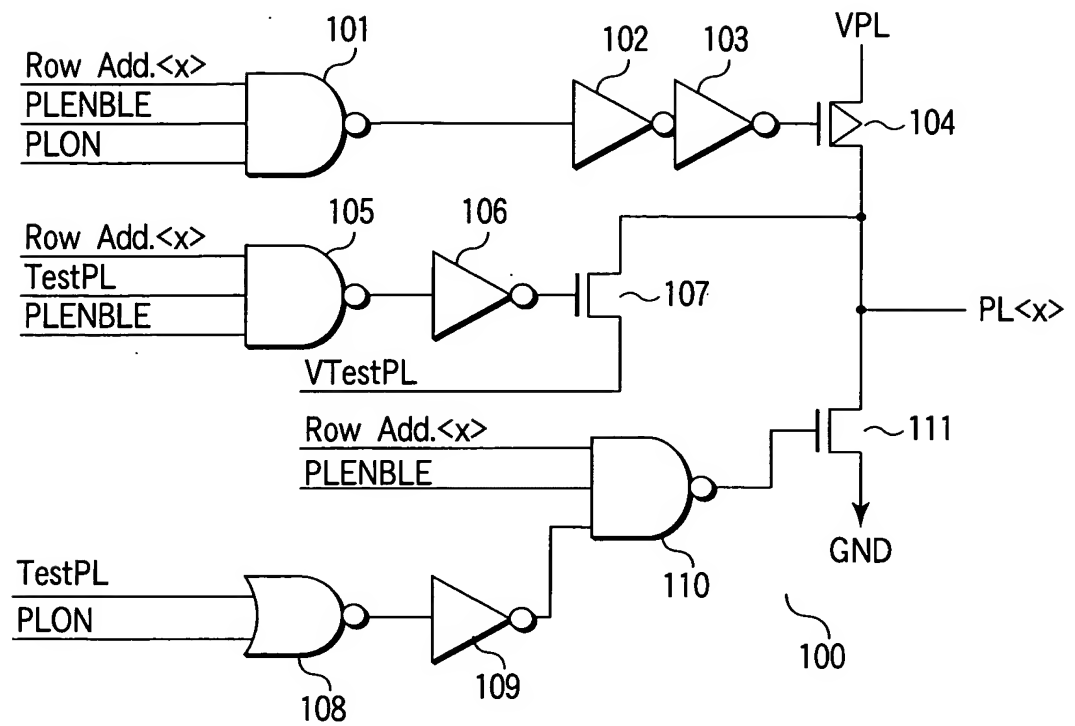 101
102
103
VPL
Row Add.<x>
PLENBLE
PLON
104
105
106
Row Add.<x>
TestPL
PLENBLE
107
PL<x>
VTestPL
Row Add.<x>
PLENBLE
111
110
GND
TestPL
PLON
108
109
100